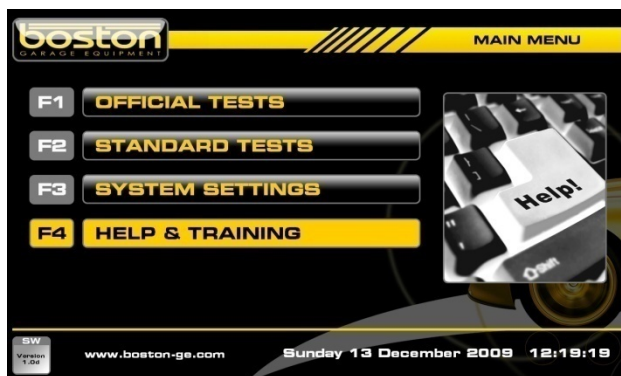 boston
GARAGE EQUIPMENT
MAIN MENU
F1 OFFICIAL TESTS
F2 STANDARD TESTS
F3 SYSTEM SETTINGS
F4 HELP & TRAINING
Help!
Shift
SW
Version
1.0d
www.boston-ge.com Sunday 13 December 2009 12:19:19